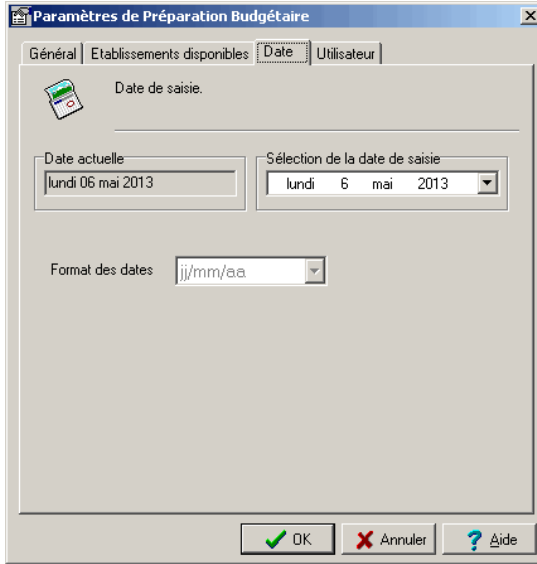 Paramètres de Préparation Budgétaire
Général Etablissements disponibles Date Utilisateur
Date de saisie.
Date actuelle
lundi 06 mai 2013
Sélection de la date de saisie
lundi 6 mai 2013
Format des dates jj/mm/aa
OK Annuler ? Aide